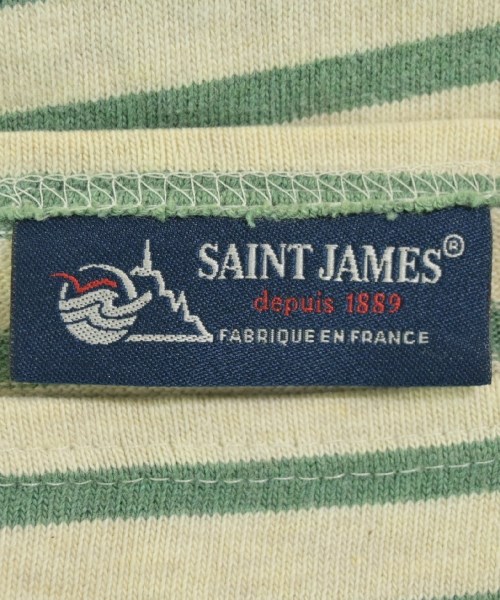 SAINT JAMES®
depuis 1889
FABRIQUE EN FRANCE